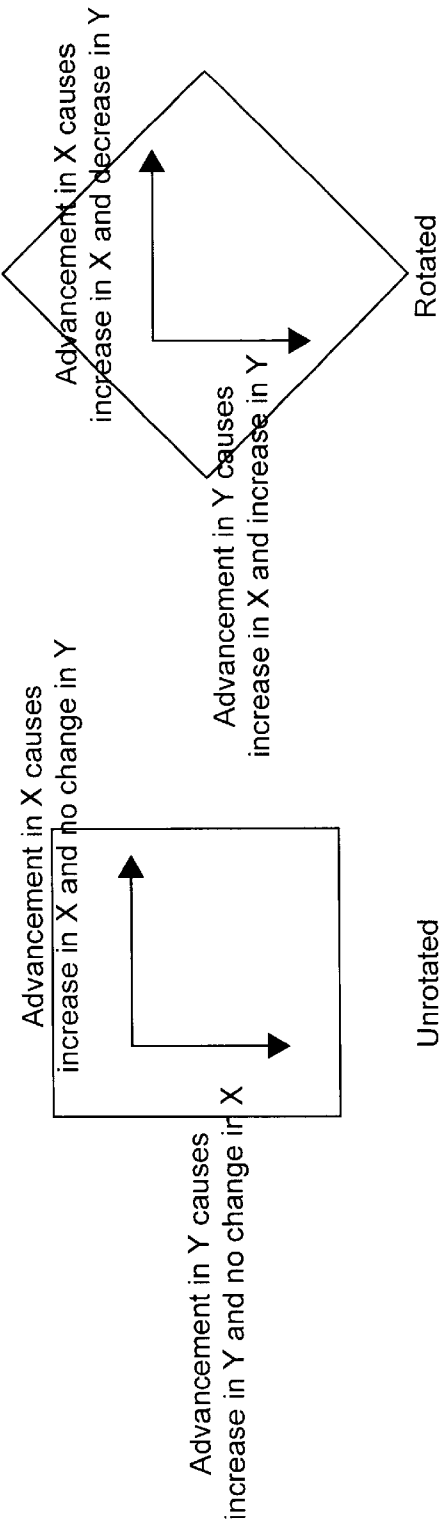 Advancement in X causes
increase in X and no change in Y
Advancement in Y causes
increase in Y and no change in X
Unrotated
Advancement in X causes
increase in X and decrease in Y
Advancement in Y causes
increase in X and increase in Y
Rotated